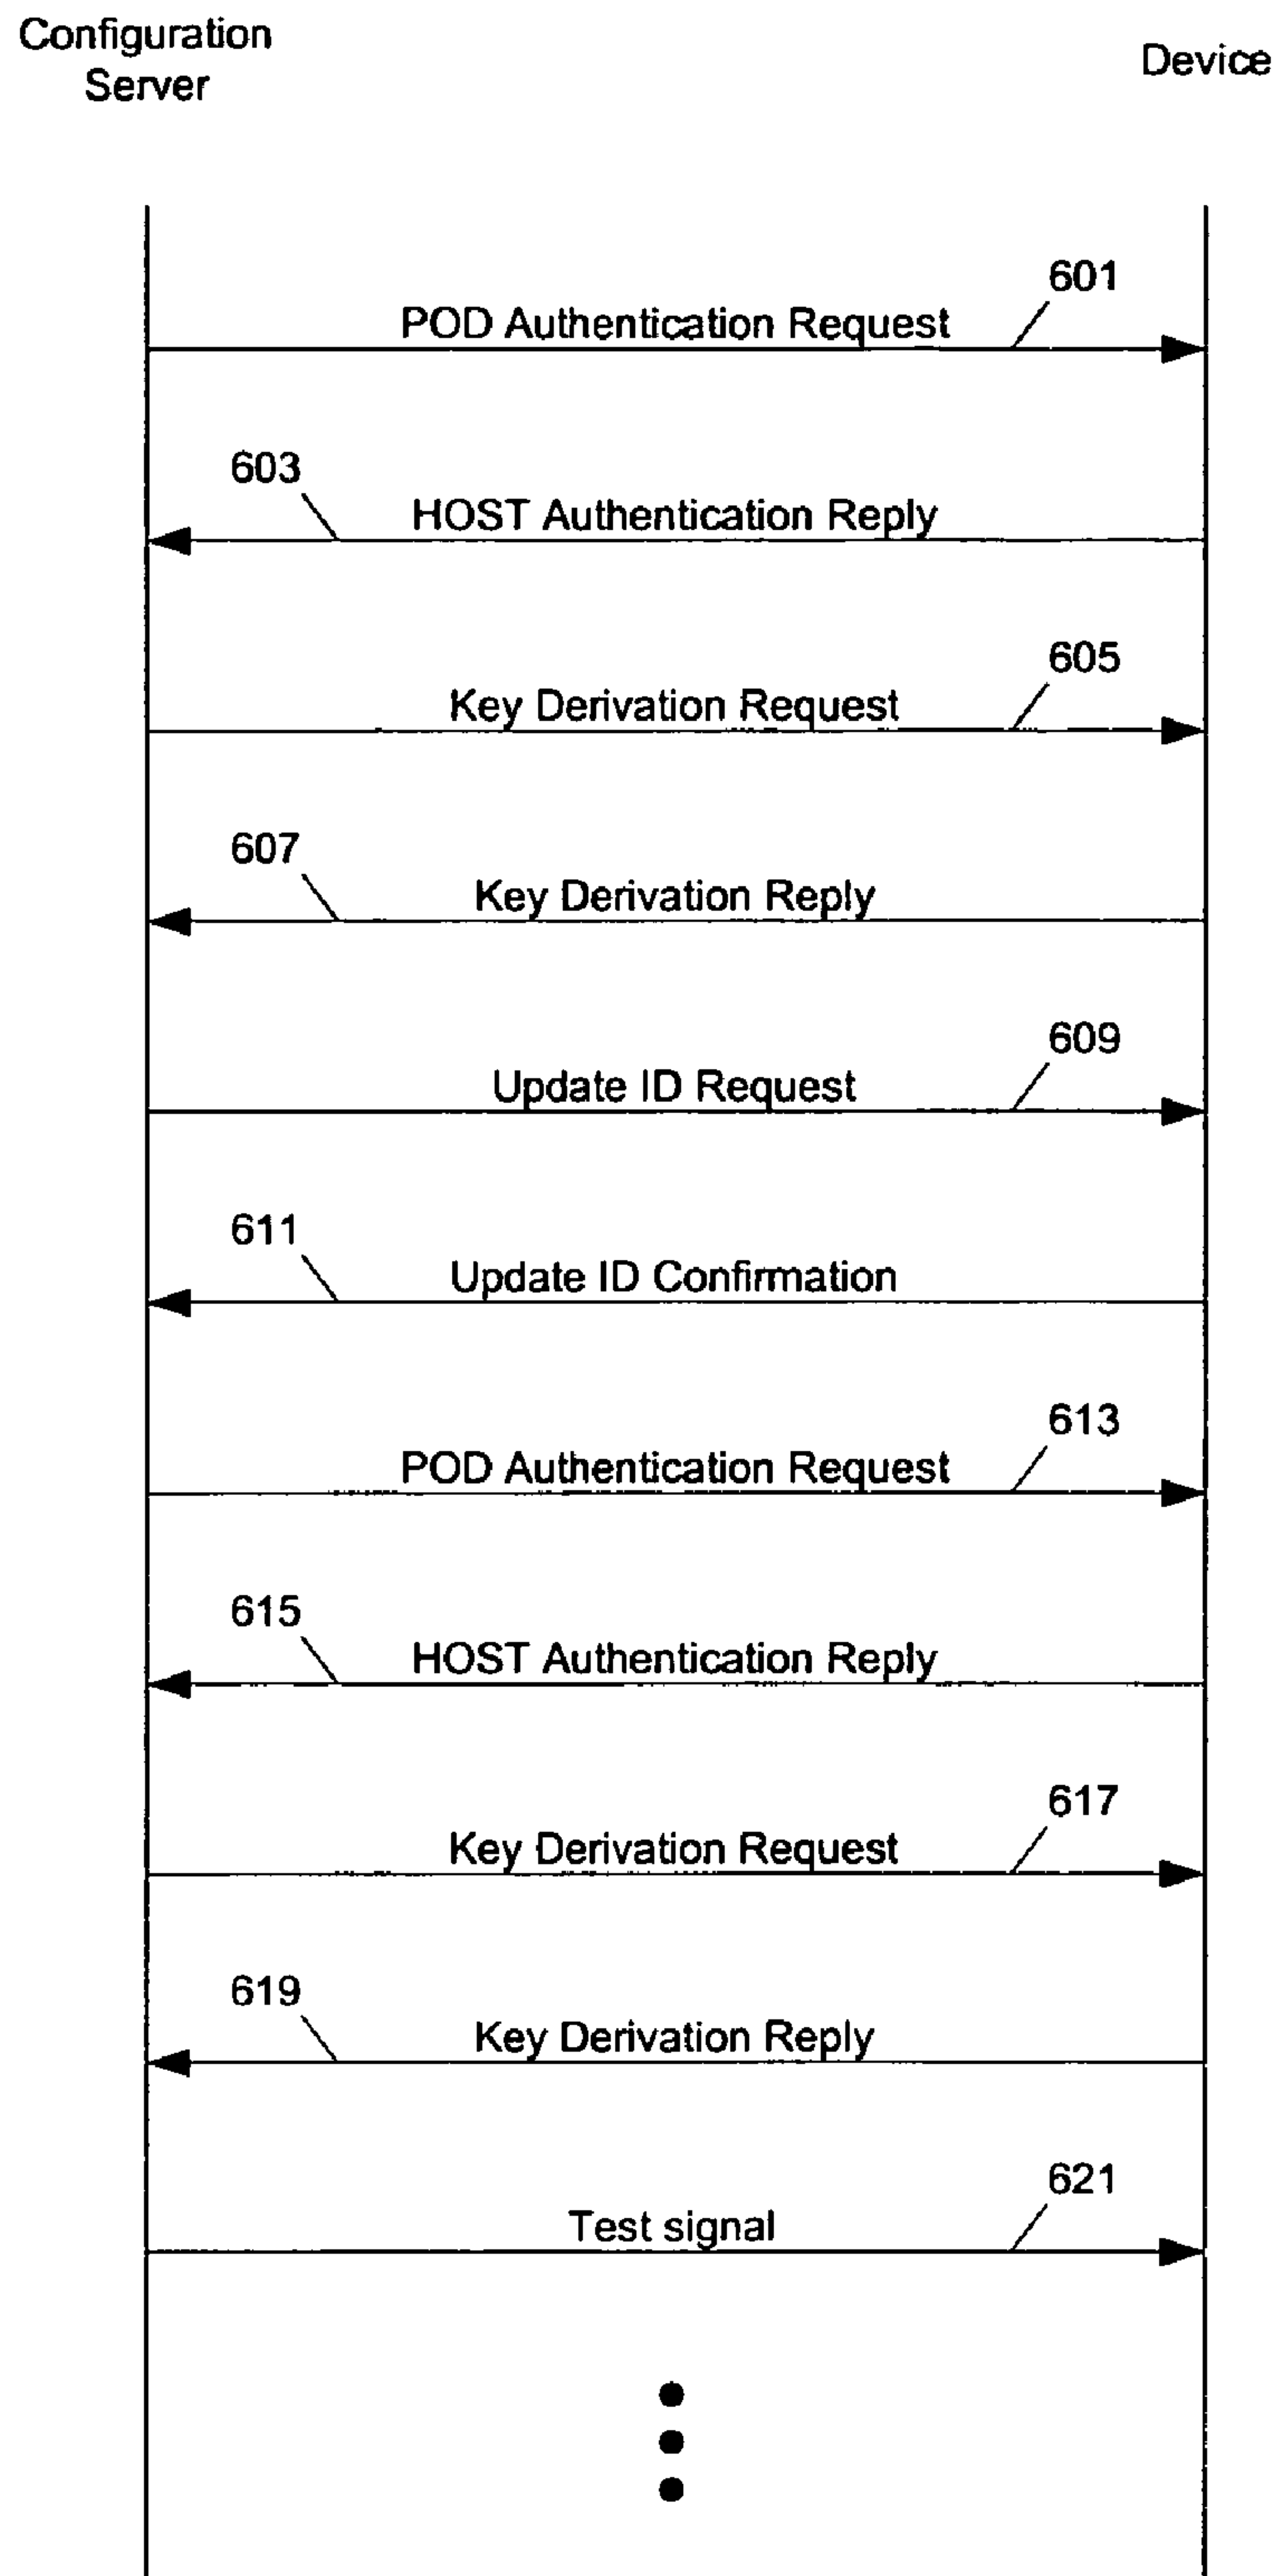 Configuration
Server
Device
601
POD Authentication Request
603
HOST Authentication Reply
605
Key Derivation Request
607
Key Derivation Reply
609
Update ID Request
611
Update ID Confirmation
613
POD Authentication Request
615
HOST Authentication Reply
617
Key Derivation Request
619
Key Derivation Reply
621
Test signal